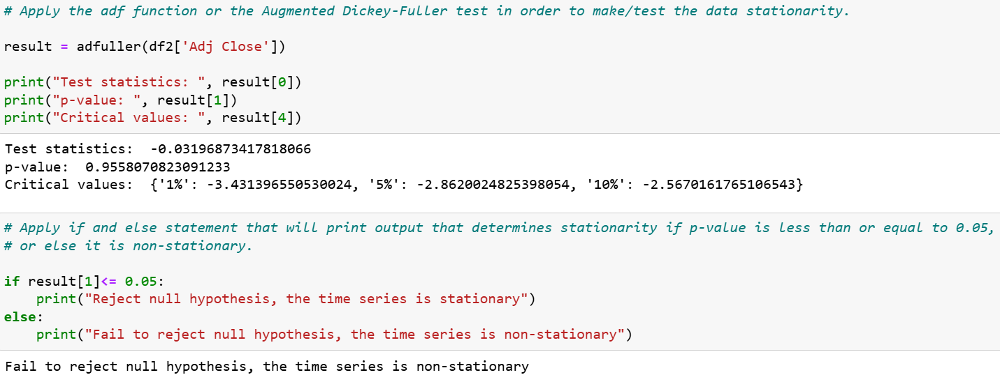 # Apply the adf function or the Augmented Dickey-Fuller test in order to make/test the data stationarity.
result = adfuller(df2['Adj Close'])
print("Test statistics: ", result[0])
print("p-value: ", result[1])
print("Critical values: ", result[4])
Test statistics:  -0.03196873417818066
p-value:  0.9558070823091233
Critical values:  {'1%': -3.431396550530024, '5%': -2.8620024825398054, '10%': -2.5670161765106543}
# Apply if and else statement that will print output that determines stationarity if p-value is less than or equal to 0.05,
# or else it is non-stationary.
if result[1]<= 0.05:
    print("Reject null hypothesis, the time series is stationary")
else:
    print("Fail to reject null hypothesis, the time series is non-stationary")
Fail to reject null hypothesis, the time series is non-stationary